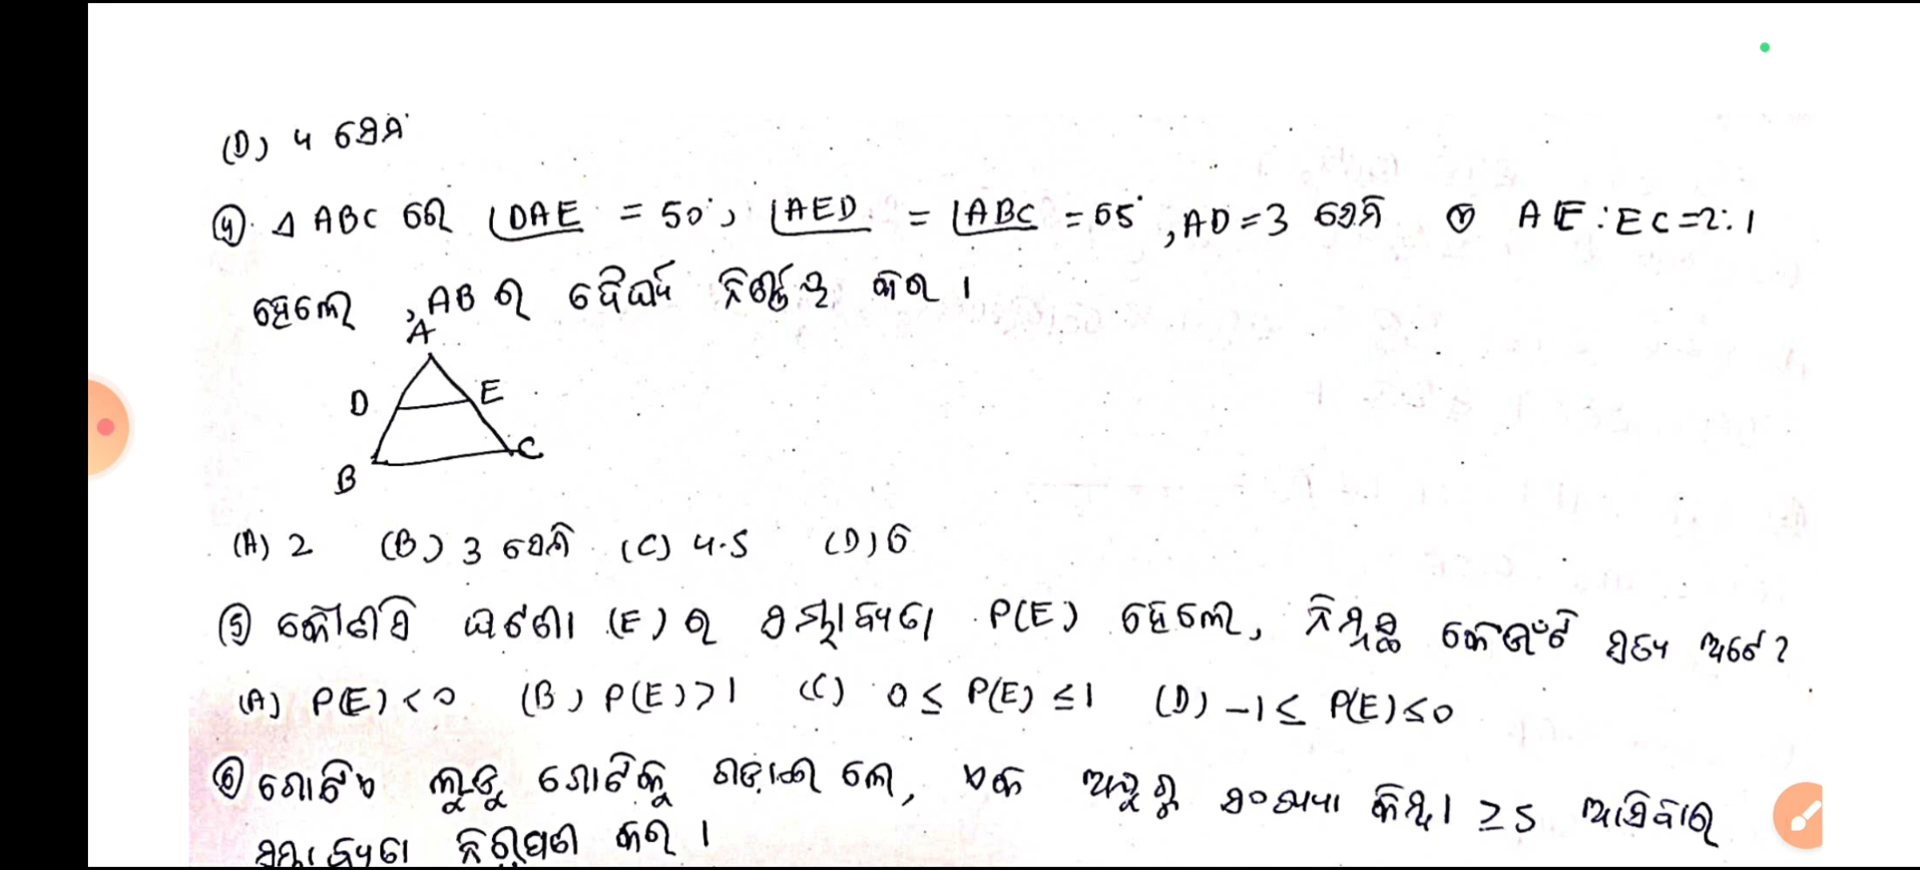 (D) 4 ସେମି
④. Δ ABC ରେ ∠DAE = 50°, ∠AED = ∠ABC = 65°, AD = 3 ସେମି ଓ AE : EC = 2 : 1
ହେଲେ , AB ର ଦୈର୍ଘ୍ୟ ନିର୍ଣ୍ଣୟ କର ।
A
D E
B C
(A) 2 (B) 3 ସେମି (C) 4.5 (D) 6
⑤ କୌଣସି ଘଟଣା (E) ର ସମ୍ଭାବ୍ୟତା P(E) ହେଲେ, ନିମ୍ନସ୍ଥ କେଉଁଟି ସତ୍ୟ ଅଟେ ?
(A) P(E) < 0 (B) P(E) > 1 (C) 0 ≤ P(E) ≤ 1 (D) -1 ≤ P(E) ≤ 0
⑥ ଗୋଟିଏ ଲୁଡୁ ଗୋଟିକୁ ଗଡ଼ାଇଲେ, ଏକ ଅଯୁଗ୍ମ ସଂଖ୍ୟା କିମ୍ବା ≥ 5 ଆସିବାର
ସମ୍ଭାବ୍ୟତା ନିରୂପଣ କର ।